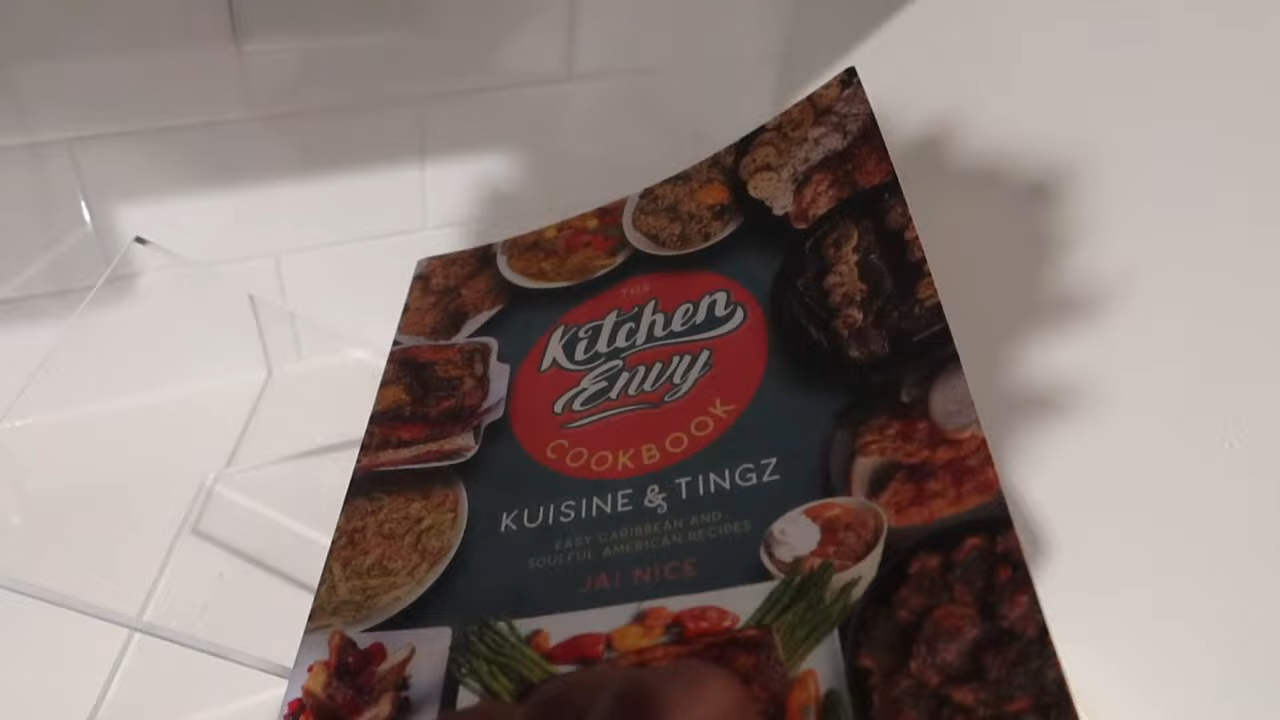 THE
Kitchen
Envy
COOKBOOK
KUISINE & TINGZ
EASY CARIBBEAN AND
SOULFUL AMERICAN RECIPES
JAI NICE